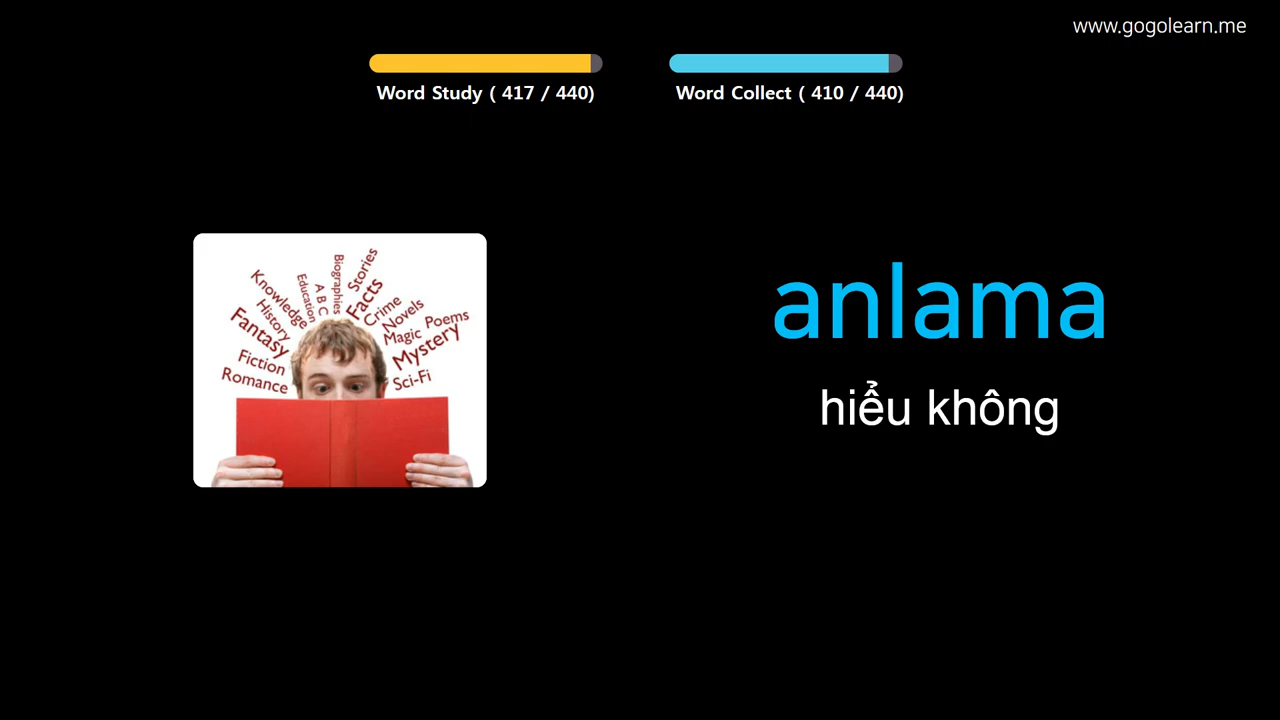 www.gogolearn.me
Word Study ( 417 / 440)
Word Collect ( 410 / 440)
Knowledge
History
Fantasy
Fiction
Romance
Education
A B C
Biographies
Stories
Facts
Crime
Novels
Magic
Poems
Mystery
Sci-Fi
anlama
hiểu không